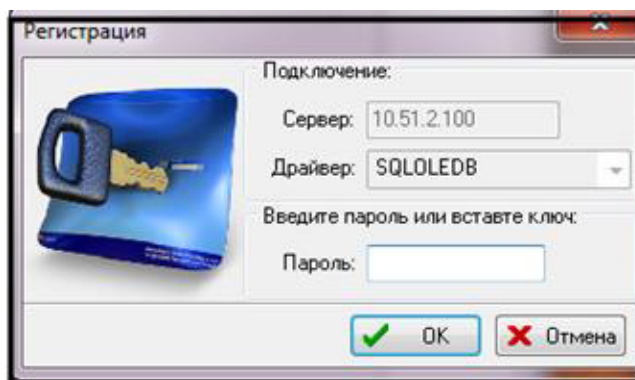 Регистрация
Подключение:
Сервер: 10.51.2.100
Драйвер: SQLOLEDB
Введите пароль или вставте ключ:
Пароль:
OK
Отмена